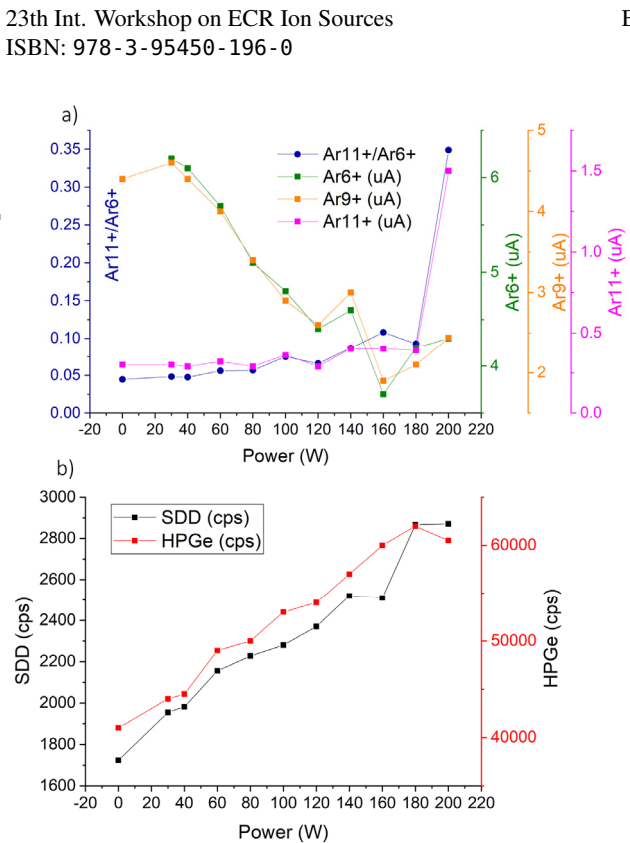 23th Int. Workshop on ECR Ion Sources
ISBN: 978-3-95450-196-0
a)
0.35
0.30
0.25
0.20
0.15
0.10
0.05
0.00
Ar11+/Ar6+
Ar11+/Ar6+
Ar6+ (uA)
Ar9+ (uA)
Ar11+ (uA)
6
5
4
Ar6+ (uA)
5
4
3
2
Ar9+ (uA)
1.5
1.0
0.5
0.0
Ar11+ (uA)
-20 0 20 40 60 80 100 120 140 160 180 200 220
Power (W)
b)
3000
2800
2600
2400
2200
2000
1800
1600
SDD (cps)
SDD (cps)
HPGe (cps)
60000
50000
40000
HPGe (cps)
-20 0 20 40 60 80 100 120 140 160 180 200 220
Power (W)